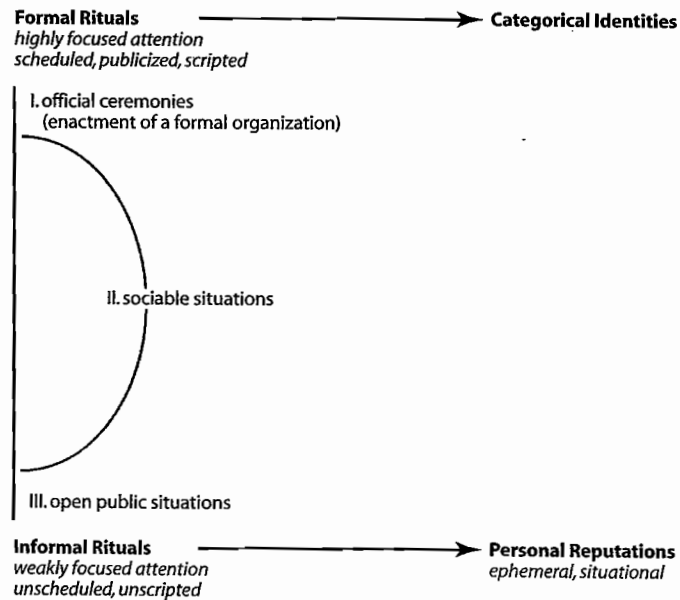 Formal Rituals
Categorical Identities
highly focused attention
scheduled, publicized, scripted
I. official ceremonies
(enactment of a formal organization)
II. sociable situations
III. open public situations
Informal Rituals
Personal Reputations
weakly focused attention
ephemeral, situational
unscheduled, unscripted